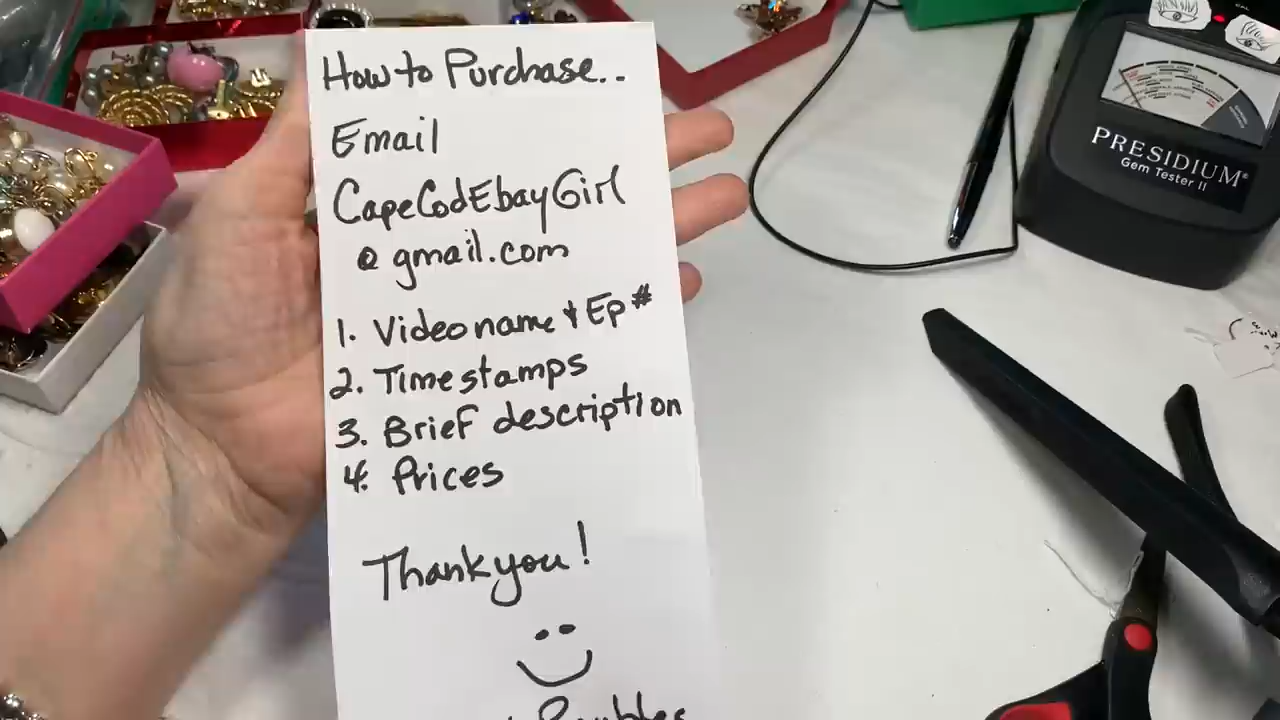 How to Purchase..
Email
CapeCodEbayGirl
@ gmail.com
1. Video name & Ep #
2. Timestamps
3. Brief description
4. Prices
Thank you!
PRESIDIUM®
Gem Tester II